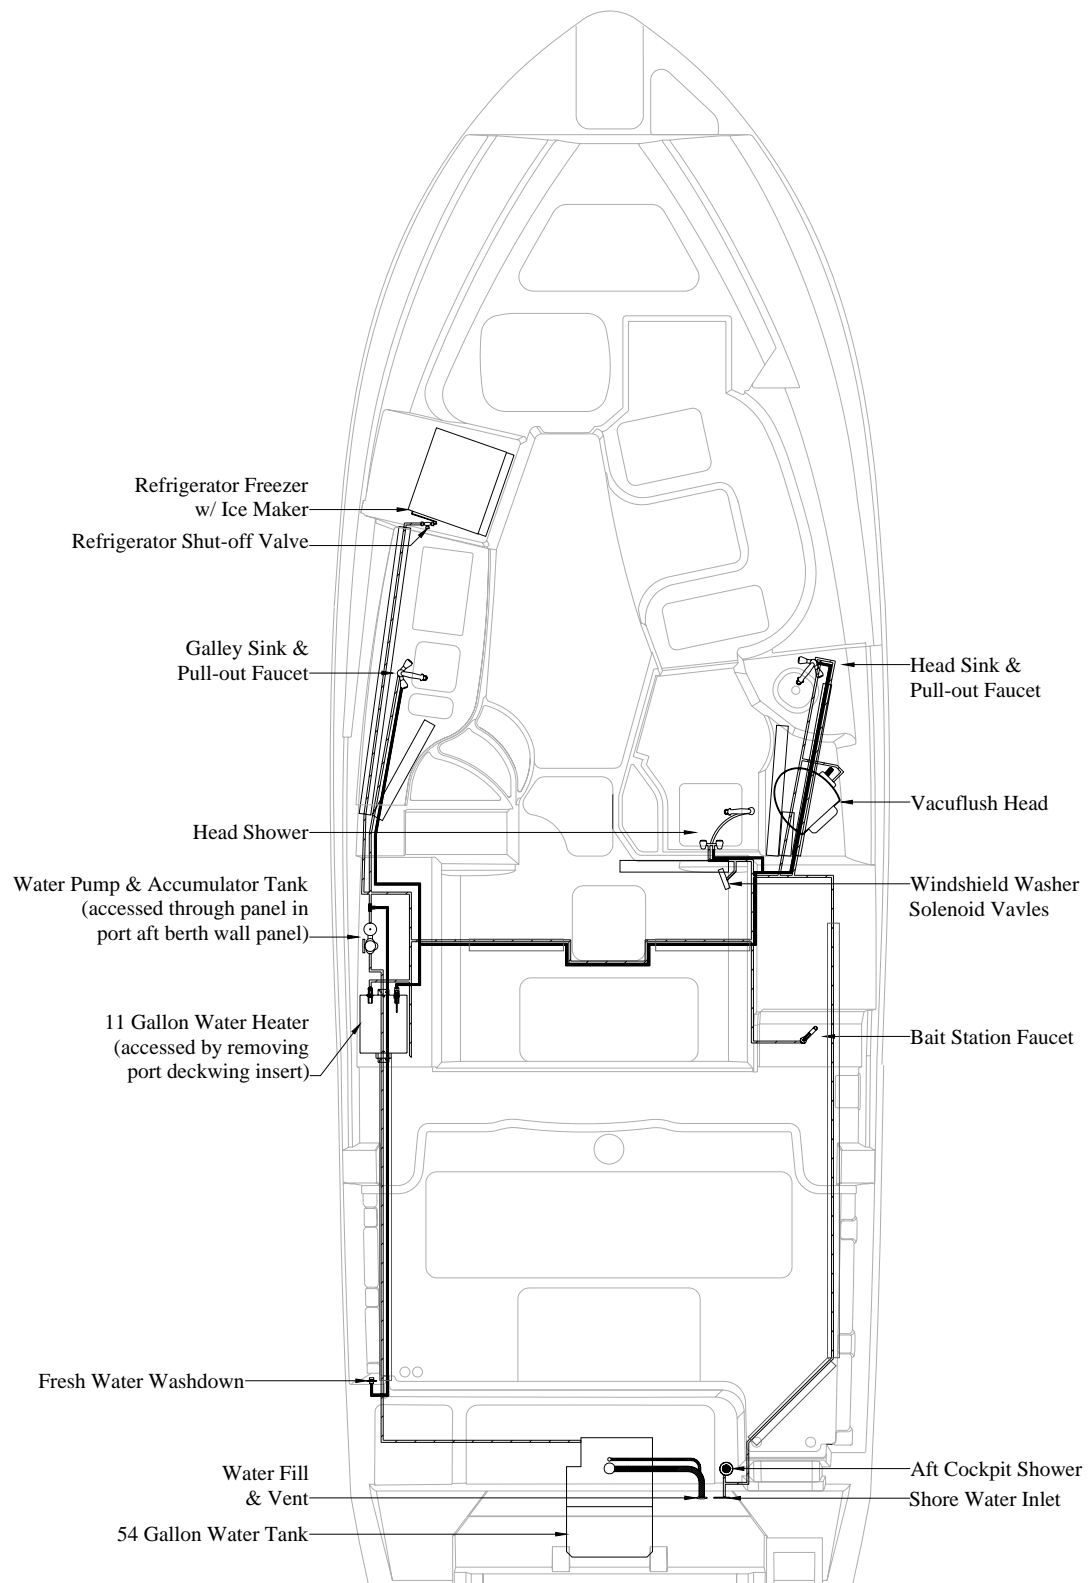 Refrigerator Freezer
w/ Ice Maker
Refrigerator Shut-off Valve
Galley Sink &
Pull-out Faucet
Head Sink &
Pull-out Faucet
Vacuflush Head
Head Shower
Water Pump & Accumulator Tank
(accessed through panel in
port aft berth wall panel)
Windshield Washer
Solenoid Vavles
11 Gallon Water Heater
(accessed by removing
port deckwing insert)
Bait Station Faucet
Fresh Water Washdown
Water Fill
& Vent
Aft Cockpit Shower
Shore Water Inlet
54 Gallon Water Tank